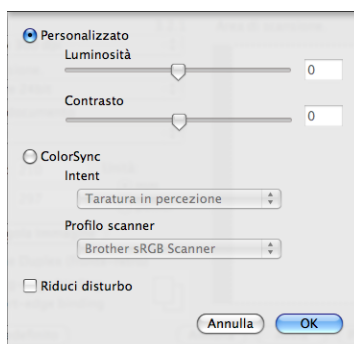 Personalizzato
Luminosità
0
Contrasto
0
ColorSync
Intent
Taratura in percezione
Profilo scanner
Brother sRGB Scanner
Riduci disturbo
Annulla OK